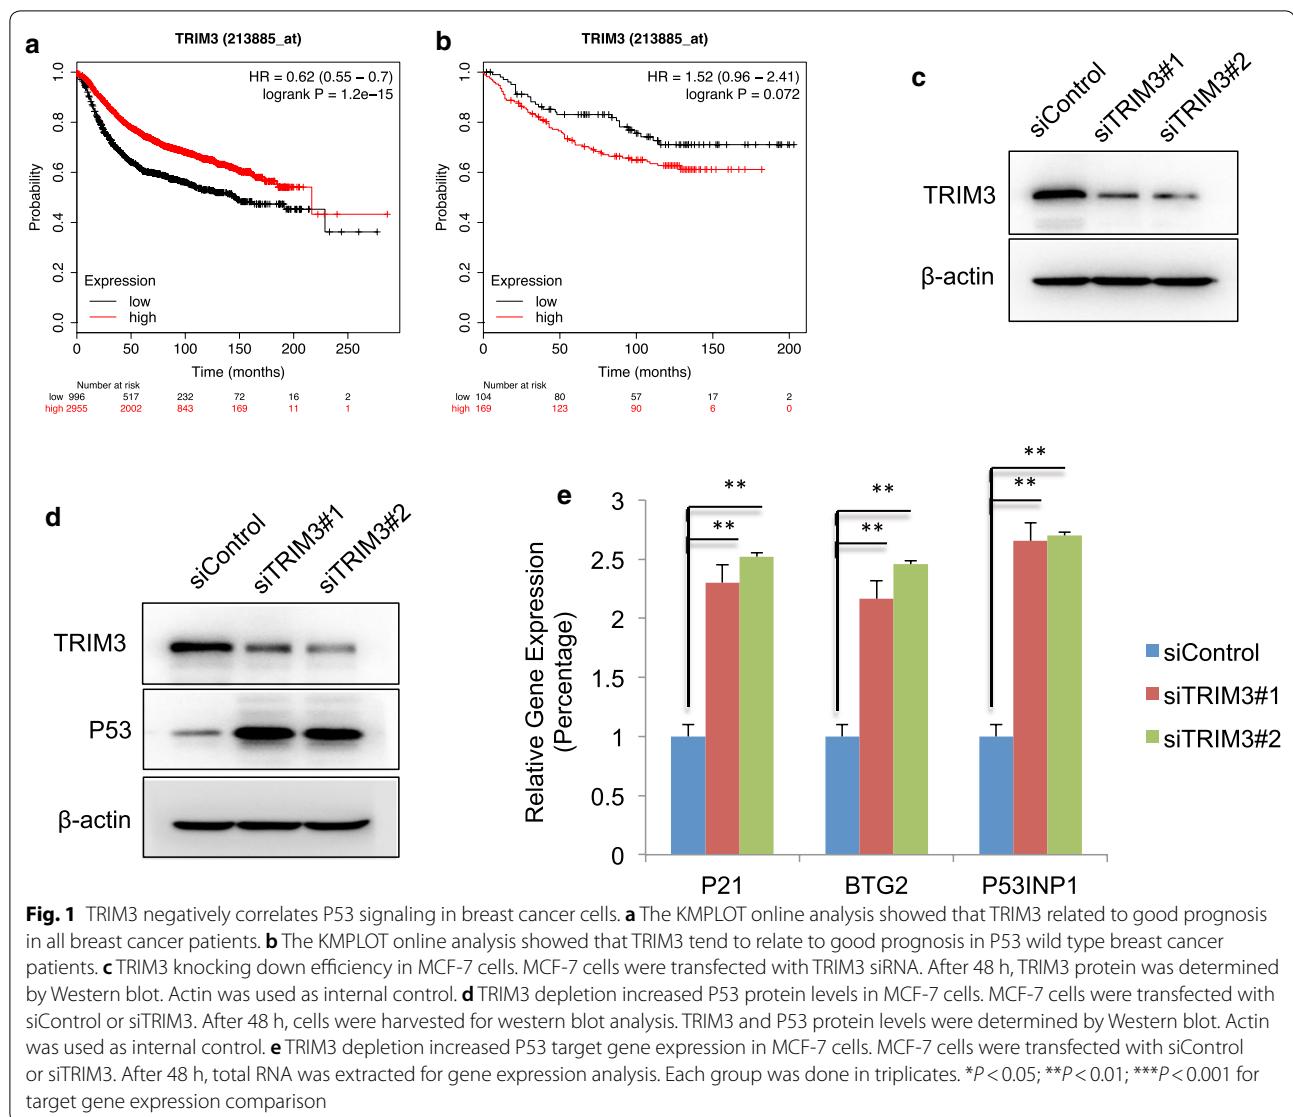 a
TRIM3 (213885_at)
HR = 0.62 (0.55 − 0.7)
logrank P = 1.2e−15
Probability
1.0
0.8
0.6
0.4
0.2
0.0
Expression
low
high
0 50 100 150 200 250
Time (months)
Number at risk
low 996 517 232 72 16 2
high 2955 2002 843 169 11 1
b
TRIM3 (213885_at)
HR = 1.52 (0.96 − 2.41)
logrank P = 0.072
Probability
1.0
0.8
0.6
0.4
0.2
0.0
Expression
low
high
0 50 100 150 200
Time (months)
Number at risk
low 104 80 57 17 2
high 169 123 90 6 0
c
siControl
siTRIM3#1
siTRIM3#2
TRIM3
β-actin
d
siControl
siTRIM3#1
siTRIM3#2
TRIM3
P53
β-actin
e
Relative Gene Expression
(Percentage)
3
2.5
2
1.5
1
0.5
0
**
**
**
**
**
**
P21 BTG2 P53INP1
siControl
siTRIM3#1
siTRIM3#2
Fig. 1 TRIM3 negatively correlates P53 signaling in breast cancer cells. a The KMPLOT online analysis showed that TRIM3 related to good prognosis
in all breast cancer patients. b The KMPLOT online analysis showed that TRIM3 tend to relate to good prognosis in P53 wild type breast cancer
patients. c TRIM3 knocking down efficiency in MCF-7 cells. MCF-7 cells were transfected with TRIM3 siRNA. After 48 h, TRIM3 protein was determined
by Western blot. Actin was used as internal control. d TRIM3 depletion increased P53 protein levels in MCF-7 cells. MCF-7 cells were transfected with
siControl or siTRIM3. After 48 h, cells were harvested for western blot analysis. TRIM3 and P53 protein levels were determined by Western blot. Actin
was used as internal control. e TRIM3 depletion increased P53 target gene expression in MCF-7 cells. MCF-7 cells were transfected with siControl
or siTRIM3. After 48 h, total RNA was extracted for gene expression analysis. Each group was done in triplicates. *P < 0.05; **P < 0.01; ***P < 0.001 for
target gene expression comparison